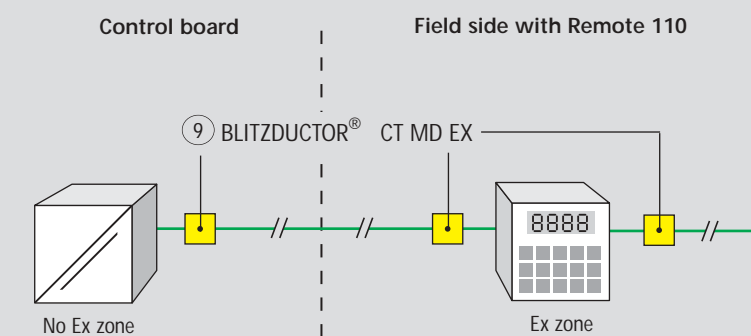 Control board
Field side with Remote 110
9 BLITZDUCTOR® CT MD EX
8888
No Ex zone
Ex zone